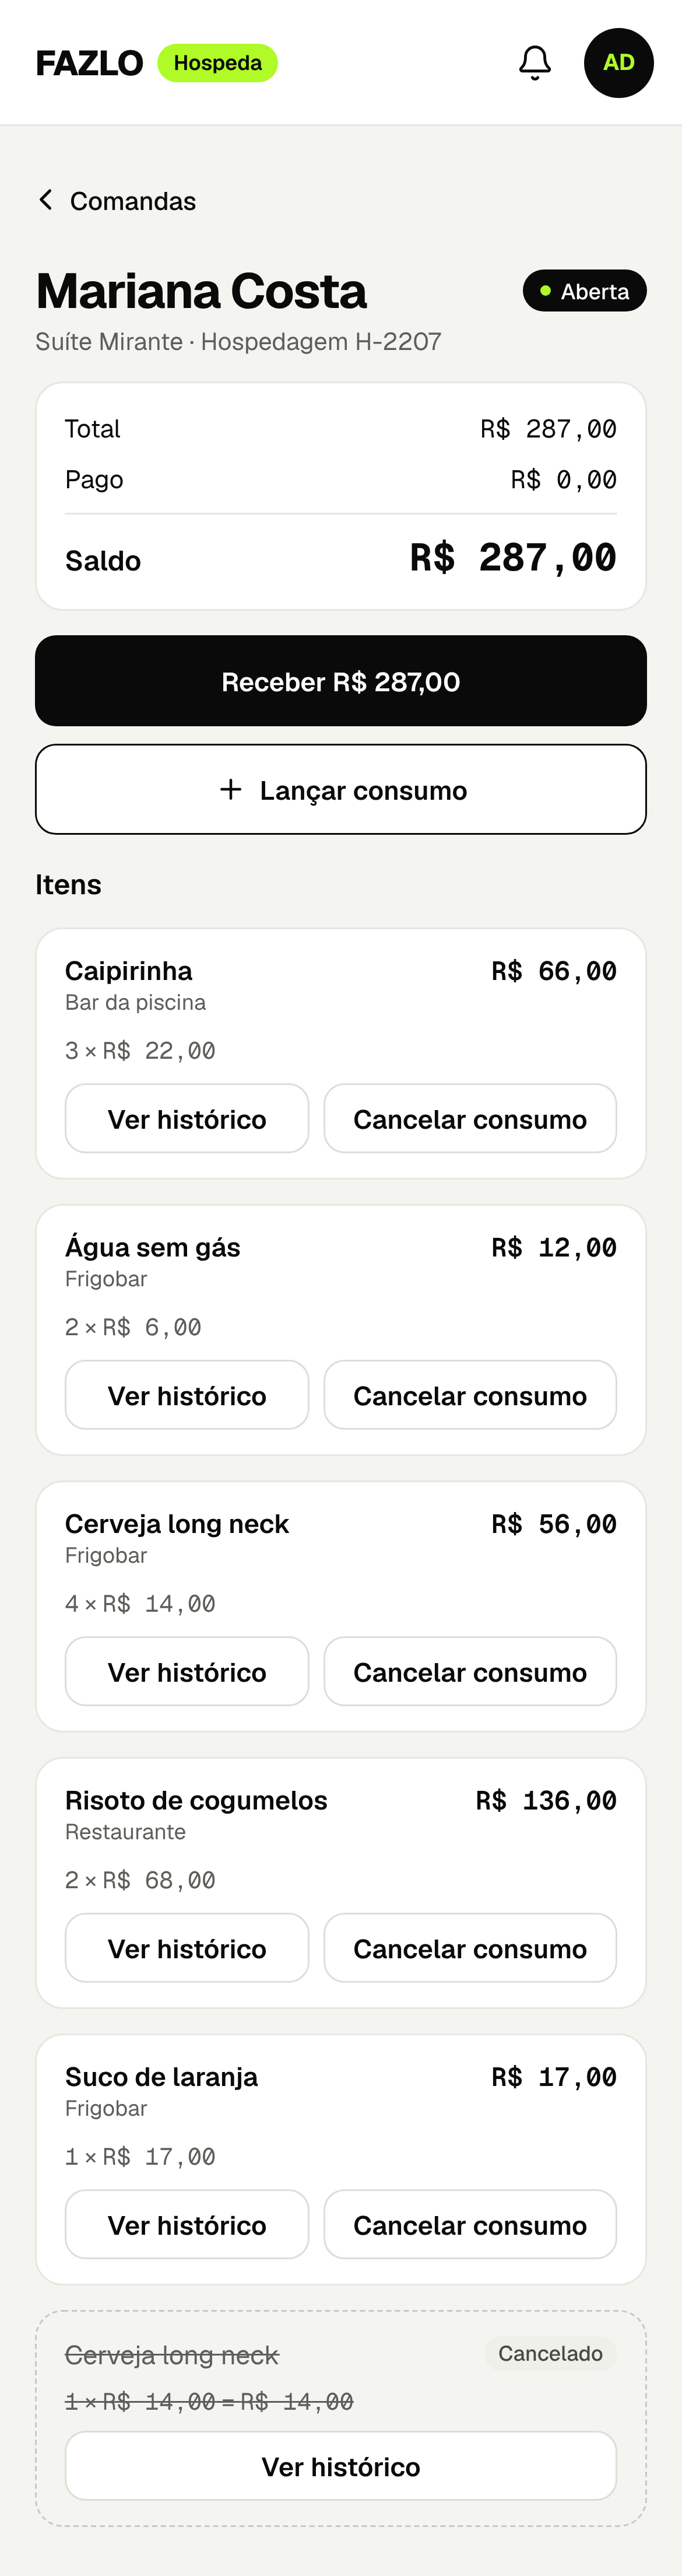 FAZLO Hospeda AD
Comandas
Mariana Costa Aberta
Suíte Mirante · Hospedagem H-2207
Total R$ 287,00
Pago R$ 0,00
Saldo R$ 287,00
Receber R$ 287,00
+ Lançar consumo
Itens
Caipirinha R$ 66,00
Bar da piscina
3 × R$ 22,00
Ver histórico Cancelar consumo
Água sem gás R$ 12,00
Frigobar
2 × R$ 6,00
Ver histórico Cancelar consumo
Cerveja long neck R$ 56,00
Frigobar
4 × R$ 14,00
Ver histórico Cancelar consumo
Risoto de cogumelos R$ 136,00
Restaurante
2 × R$ 68,00
Ver histórico Cancelar consumo
Suco de laranja R$ 17,00
Frigobar
1 × R$ 17,00
Ver histórico Cancelar consumo
Cerveja long neck Cancelado
1 × R$ 14,00 = R$ 14,00
Ver histórico